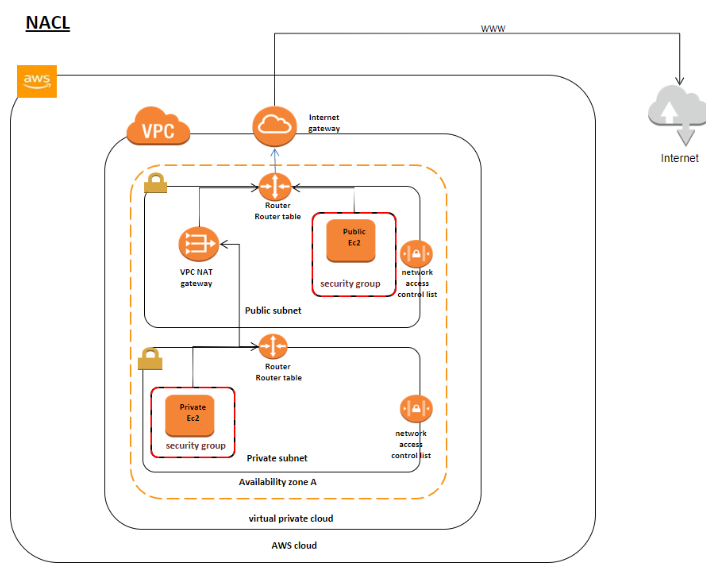 NACL
WWW
aws
Internet
gateway
VPC
Internet
Router
Router table
Public
Ec2
VPC NAT
gateway
security group
network
access
control list
Public subnet
Router
Router table
Private
Ec2
security group
network
access
control list
Private subnet
Availability zone A
virtual private cloud
AWS cloud